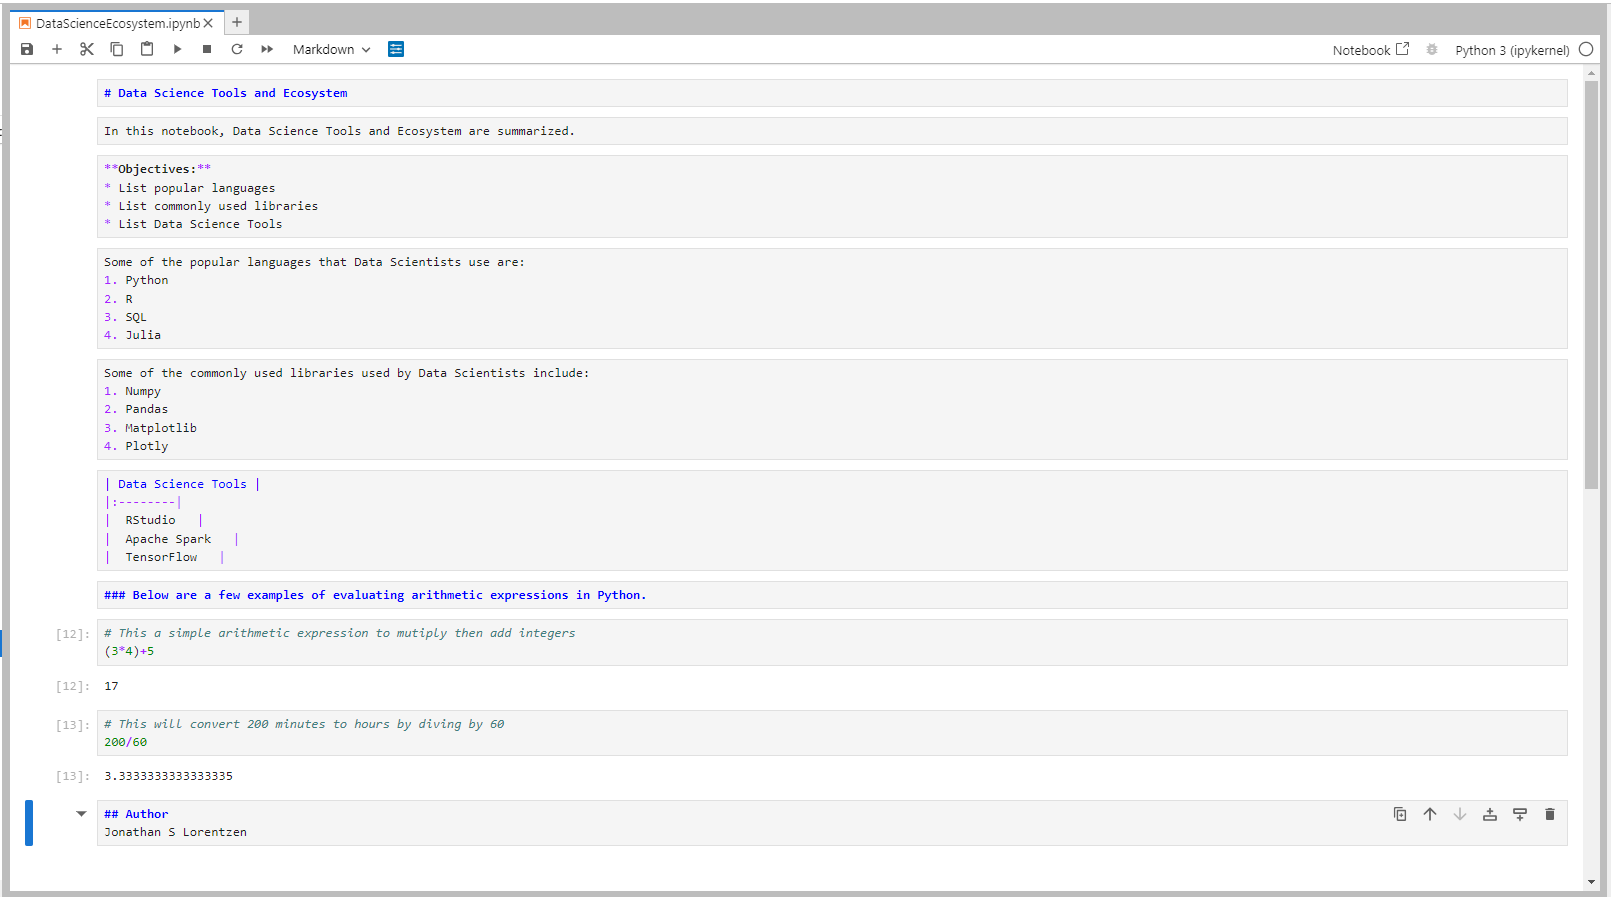 DataScienceEcosystem.ipynb
Markdown
Notebook
Python 3 (ipykernel)
# Data Science Tools and Ecosystem
In this notebook, Data Science Tools and Ecosystem are summarized.
**Objectives:**
* List popular languages
* List commonly used libraries
* List Data Science Tools
Some of the popular languages that Data Scientists use are:
1. Python
2. R
3. SQL
4. Julia
Some of the commonly used libraries used by Data Scientists include:
1. Numpy
2. Pandas
3. Matplotlib
4. Plotly
| Data Science Tools |
|:--------|
|  RStudio   |
|  Apache Spark   |
|  TensorFlow   |
### Below are a few examples of evaluating arithmetic expressions in Python.
[12]: # This a simple arithmetic expression to mutiply then add integers
(3*4)+5
[12]: 17
[13]: # This will convert 200 minutes to hours by diving by 60
200/60
[13]: 3.3333333333333335
## Author
Jonathan S Lorentzen